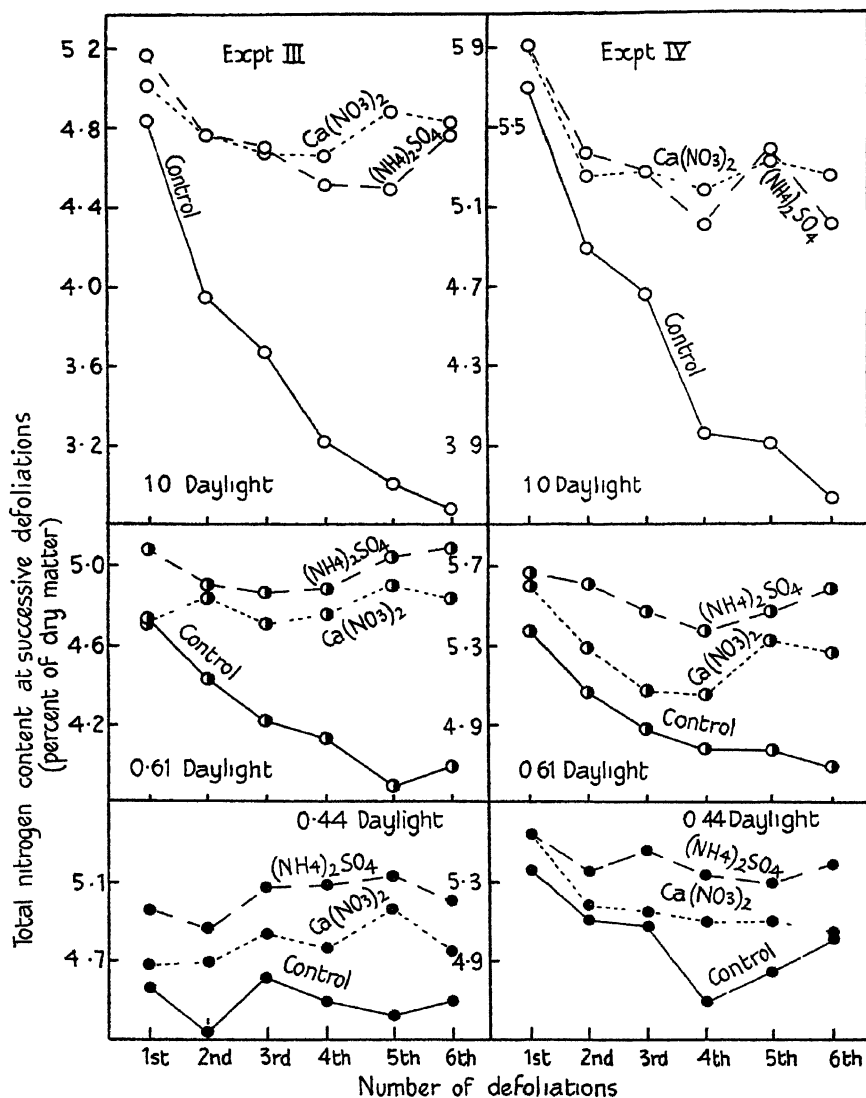 Total nitrogen content at successive defoliations
(percent of dry matter)
Expt III
5·2
4·8
4·4
4·0
3·6
3·2
Ca(NO3)2
(NH4)2SO4
Control
10 Daylight
Expt IV
5·9
5·5
5·1
4·7
4·3
3·9
Ca(NO3)2
(NH4)2SO4
Control
10 Daylight
5·0
4·6
4·2
(NH4)2SO4
Ca(NO3)2
Control
0·61 Daylight
5·7
5·3
4·9
(NH4)2SO4
Ca(NO3)2
Control
061 Daylight
0·44 Daylight
5·1
4·7
(NH4)2SO4
Ca(NO3)2
Control
0 44 Daylight
5·3
4·9
(NH4)2SO4
Ca(NO3)2
Control
1st 2nd 3rd 4th 5th 6th
1st 2nd 3rd 4th 5th 6th
Number of defoliations